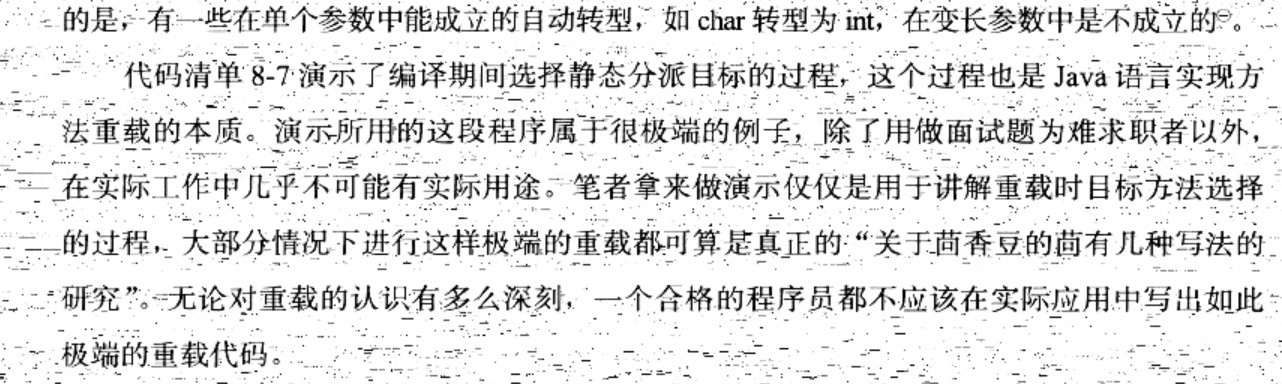 的是，有一些在单个参数中能成立的自动转型，如 char 转型为 int，在变长参数中是不成立的㊀。
代码清单 8-7 演示了编译期间选择静态分派目标的过程，这个过程也是 Java 语言实现方
法重载的本质。演示所用的这段程序属于很极端的例子，除了用做面试题为难求职者以外，
在实际工作中几乎不可能有实际用途。笔者拿来做演示仅仅是用于讲解重载时目标方法选择
的过程，大部分情况下进行这样极端的重载都可算是真正的“关于茴香豆的茴有几种写法的
研究”。无论对重载的认识有多么深刻，一个合格的程序员都不应该在实际应用中写出如此
极端的重载代码。